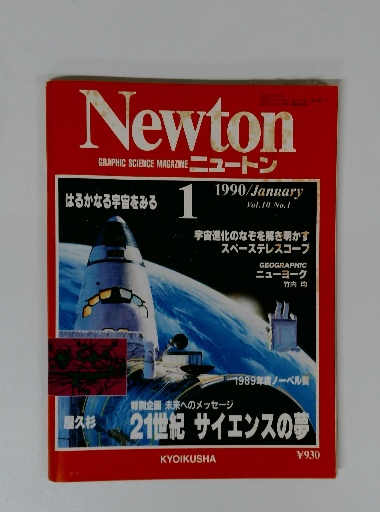 Newton
GRAPHIC SCIENCE MAGAZINE ニュートン
はるかなる宇宙をみる
1
1990/January
Vol.10 No.1
宇宙進化のなぞを解き明かす
スペーステレスコープ
GEOGRAPHIC
ニューヨーク
竹内 均
1989年度ノーベル賞
屋久杉
特別企画 未来へのメッセージ
21世紀 サイエンスの夢
KYOIKUSHA
¥930